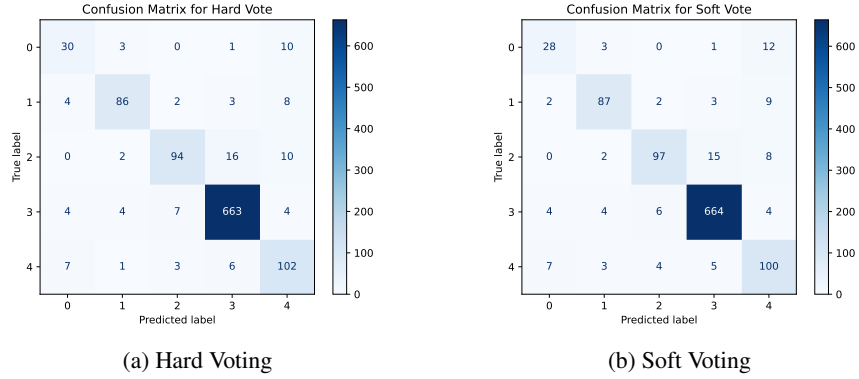 Confusion Matrix for Hard Vote
True label
0 30 3 0 1 10
1 4 86 2 3 8
2 0 2 94 16 10
3 4 4 7 663 4
4 7 1 3 6 102
0 1 2 3 4
Predicted label
600
500
400
300
200
100
0
(a) Hard Voting
Confusion Matrix for Soft Vote
True label
0 28 3 0 1 12
1 2 87 2 3 9
2 0 2 97 15 8
3 4 4 6 664 4
4 7 3 4 5 100
0 1 2 3 4
Predicted label
600
500
400
300
200
100
0
(b) Soft Voting